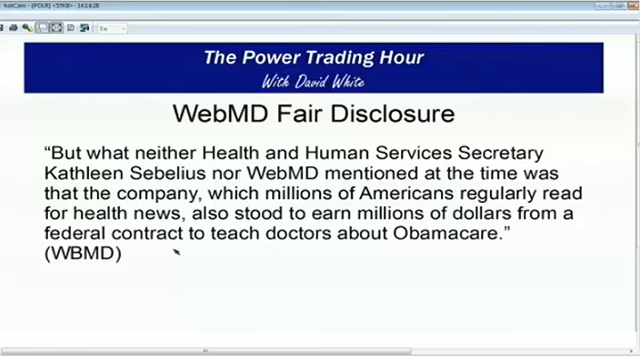 The Power Trading Hour
With David White
WebMD Fair Disclosure
“But what neither Health and Human Services Secretary
Kathleen Sebelius nor WebMD mentioned at the time was
that the company, which millions of Americans regularly read
for health news, also stood to earn millions of dollars from a
federal contract to teach doctors about Obamacare.”
(WBMD)